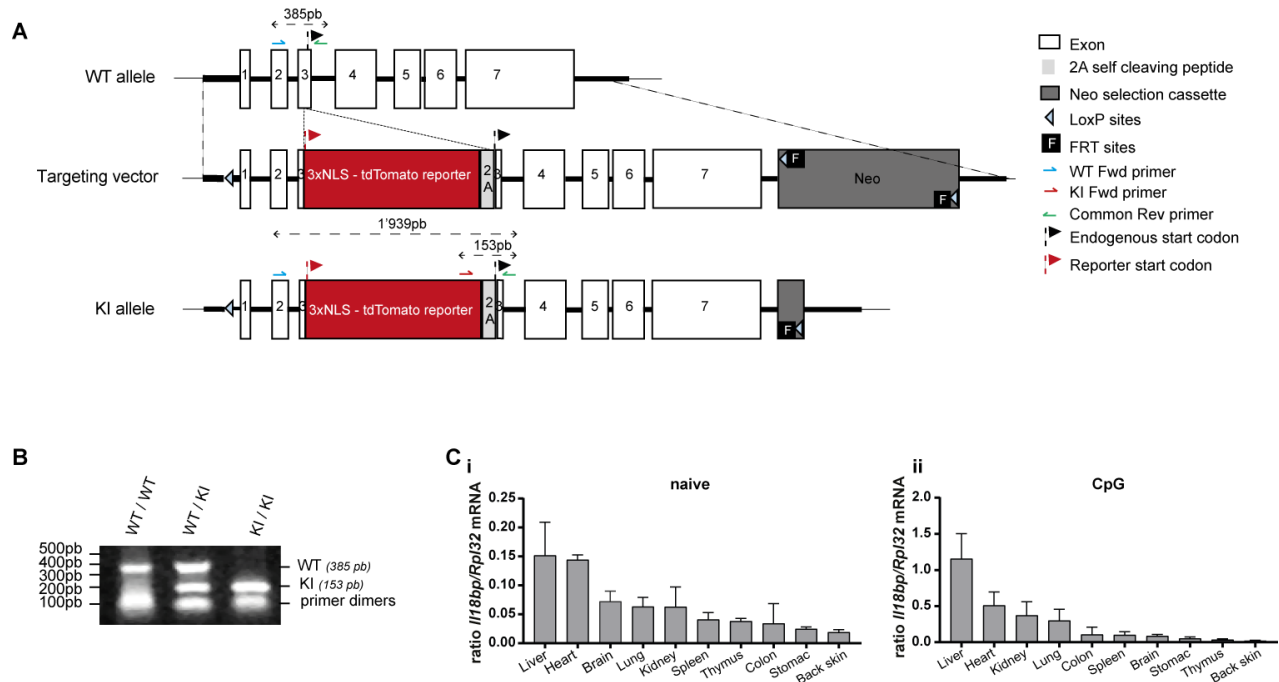 A
385pb
WT allele
1 2 3 4 5 6 7
Targeting vector
1 2 3 3xNLS - tdTomato reporter 2A 3 4 5 6 7 F Neo F
1'939pb
153pb
KI allele
1 2 3 3xNLS - tdTomato reporter 2A 3 4 5 6 7 F
Exon
2A self cleaving peptide
Neo selection cassette
LoxP sites
F FRT sites
WT Fwd primer
KI Fwd primer
Common Rev primer
Endogenous start codon
Reporter start codon
B
WT / WT
WT / KI
KI / KI
500pb
400pb
300pb
200pb
100pb
WT (385 pb)
KI (153 pb)
primer dimers
C
i
naive
ratio Il18bp/Rpl32 mRNA
0.25
0.20
0.15
0.10
0.05
0.00
Liver
Heart
Brain
Lung
Kidney
Spleen
Thymus
Colon
Stomac
Back skin
ii
CpG
ratio Il18bp/Rpl32 mRNA
2.0
1.5
1.0
0.5
0.0
Liver
Heart
Kidney
Lung
Colon
Spleen
Brain
Stomac
Thymus
Back skin